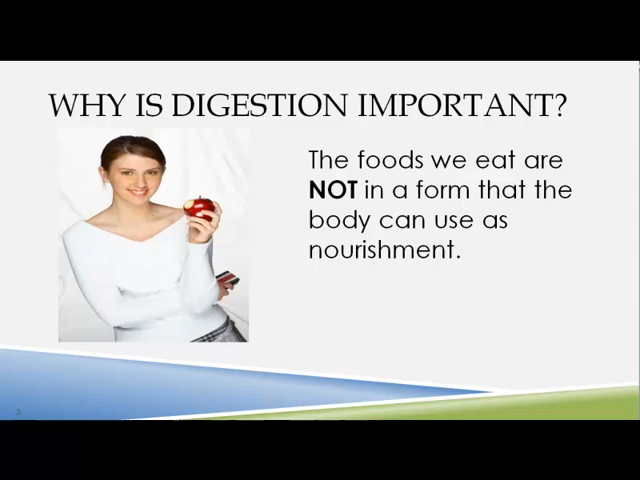 WHY IS DIGESTION IMPORTANT?
The foods we eat are
NOT in a form that the
body can use as
nourishment.
3